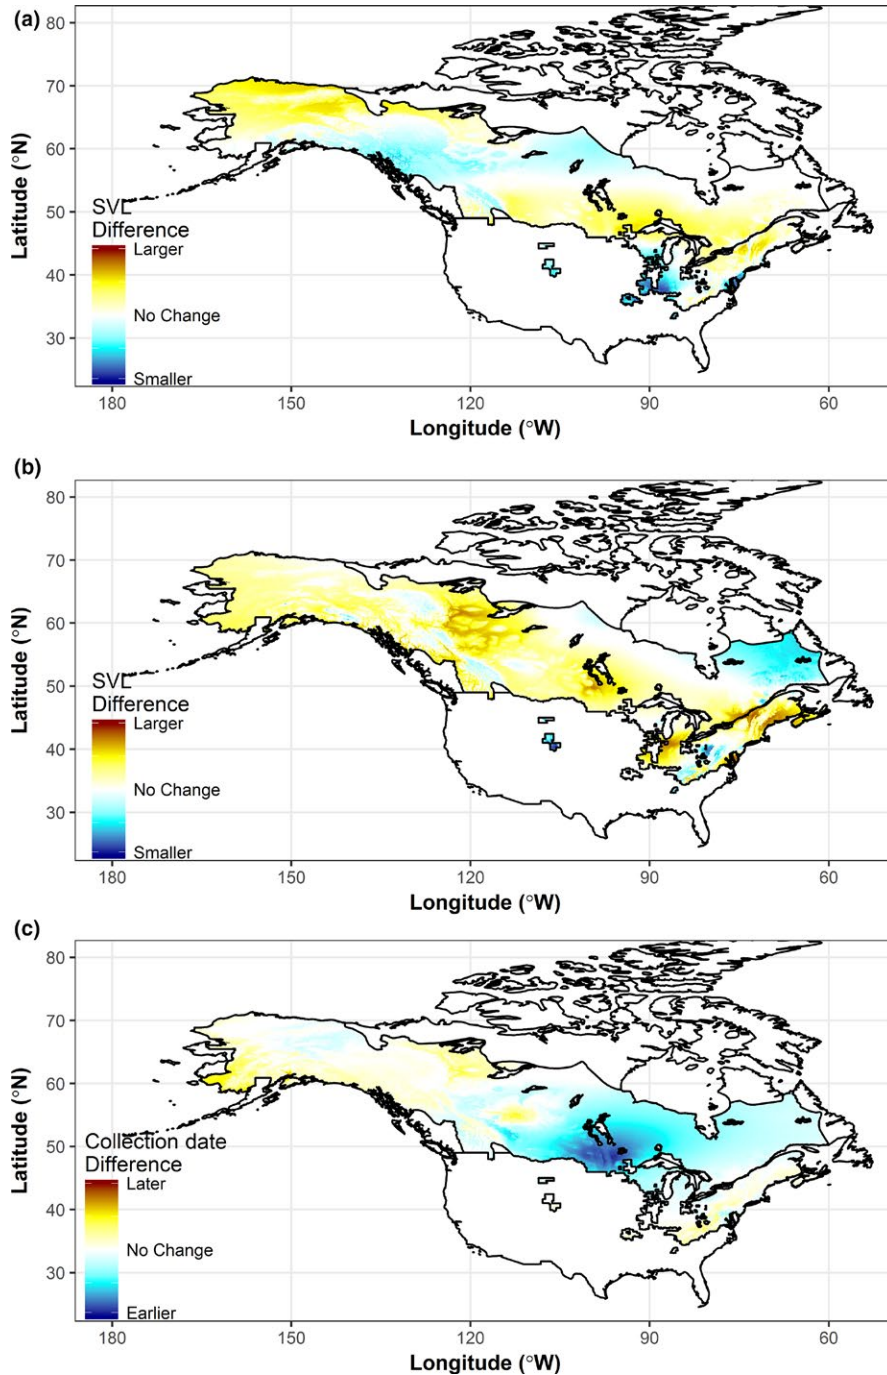 (a)
80
70
60
50
40
30
Latitude (°N)
SVL
Difference
Larger
No Change
Smaller
180
150
120
90
60
Longitude (°W)
(b)
80
70
60
50
40
30
Latitude (°N)
SVL
Difference
Larger
No Change
Smaller
180
150
120
90
60
Longitude (°W)
(c)
80
70
60
50
40
30
Latitude (°N)
Collection date
Difference
Later
No Change
Earlier
180
150
120
90
60
Longitude (°W)